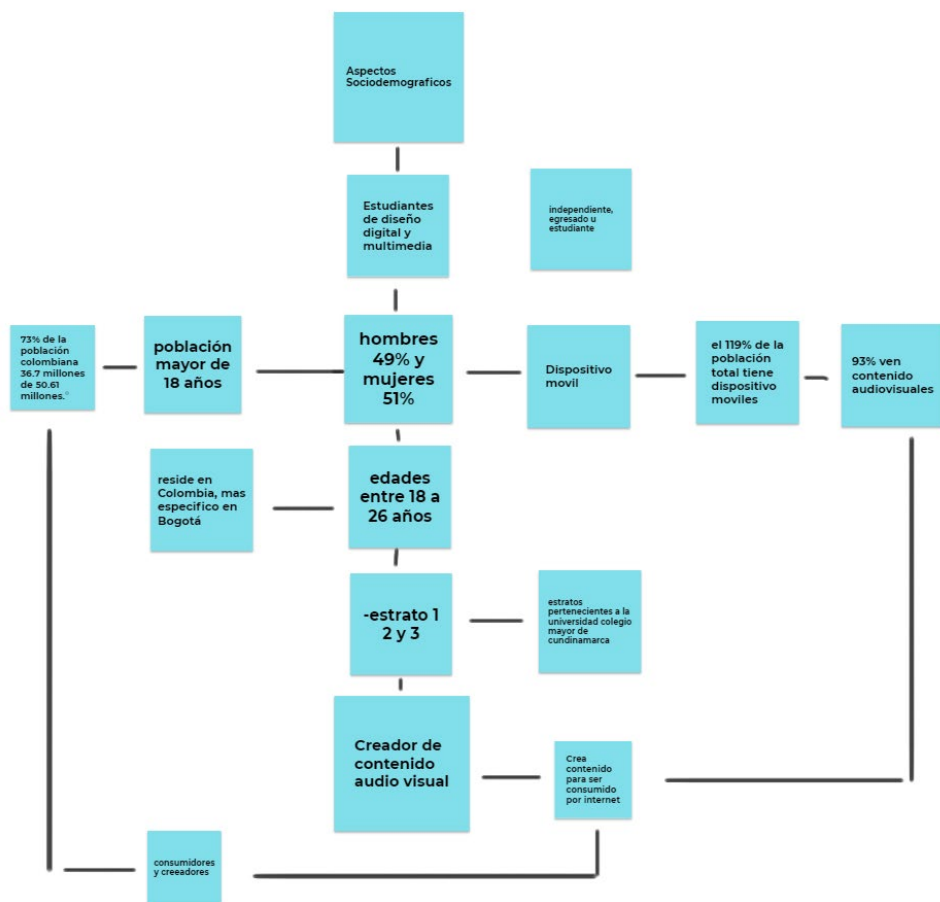 Aspectos
Sociodemograficos
Estudiantes
de diseño
digital y
multimedia
independiente,
egresado u
estudiante
73% de la
población
colombiana
36.7 millones
de 50.61
millones.°
población
mayor de
18 años
hombres
49% y
mujeres
51%
Dispositivo
movil
el 119% de la
población
total tiene
dispositivo
moviles
93% ven
contenido
audiovisuales
reside en
Colombia, mas
especifico en
Bogotá
edades
entre 18 a
26 años
-estrato 1
2 y 3
estratos
pertenecientes a la
universidad colegio
mayor de
cundinamarca
Creador de
contenido
audio visual
Crea
contenido
para ser
consumido
por internet
consumidores
y creeadores